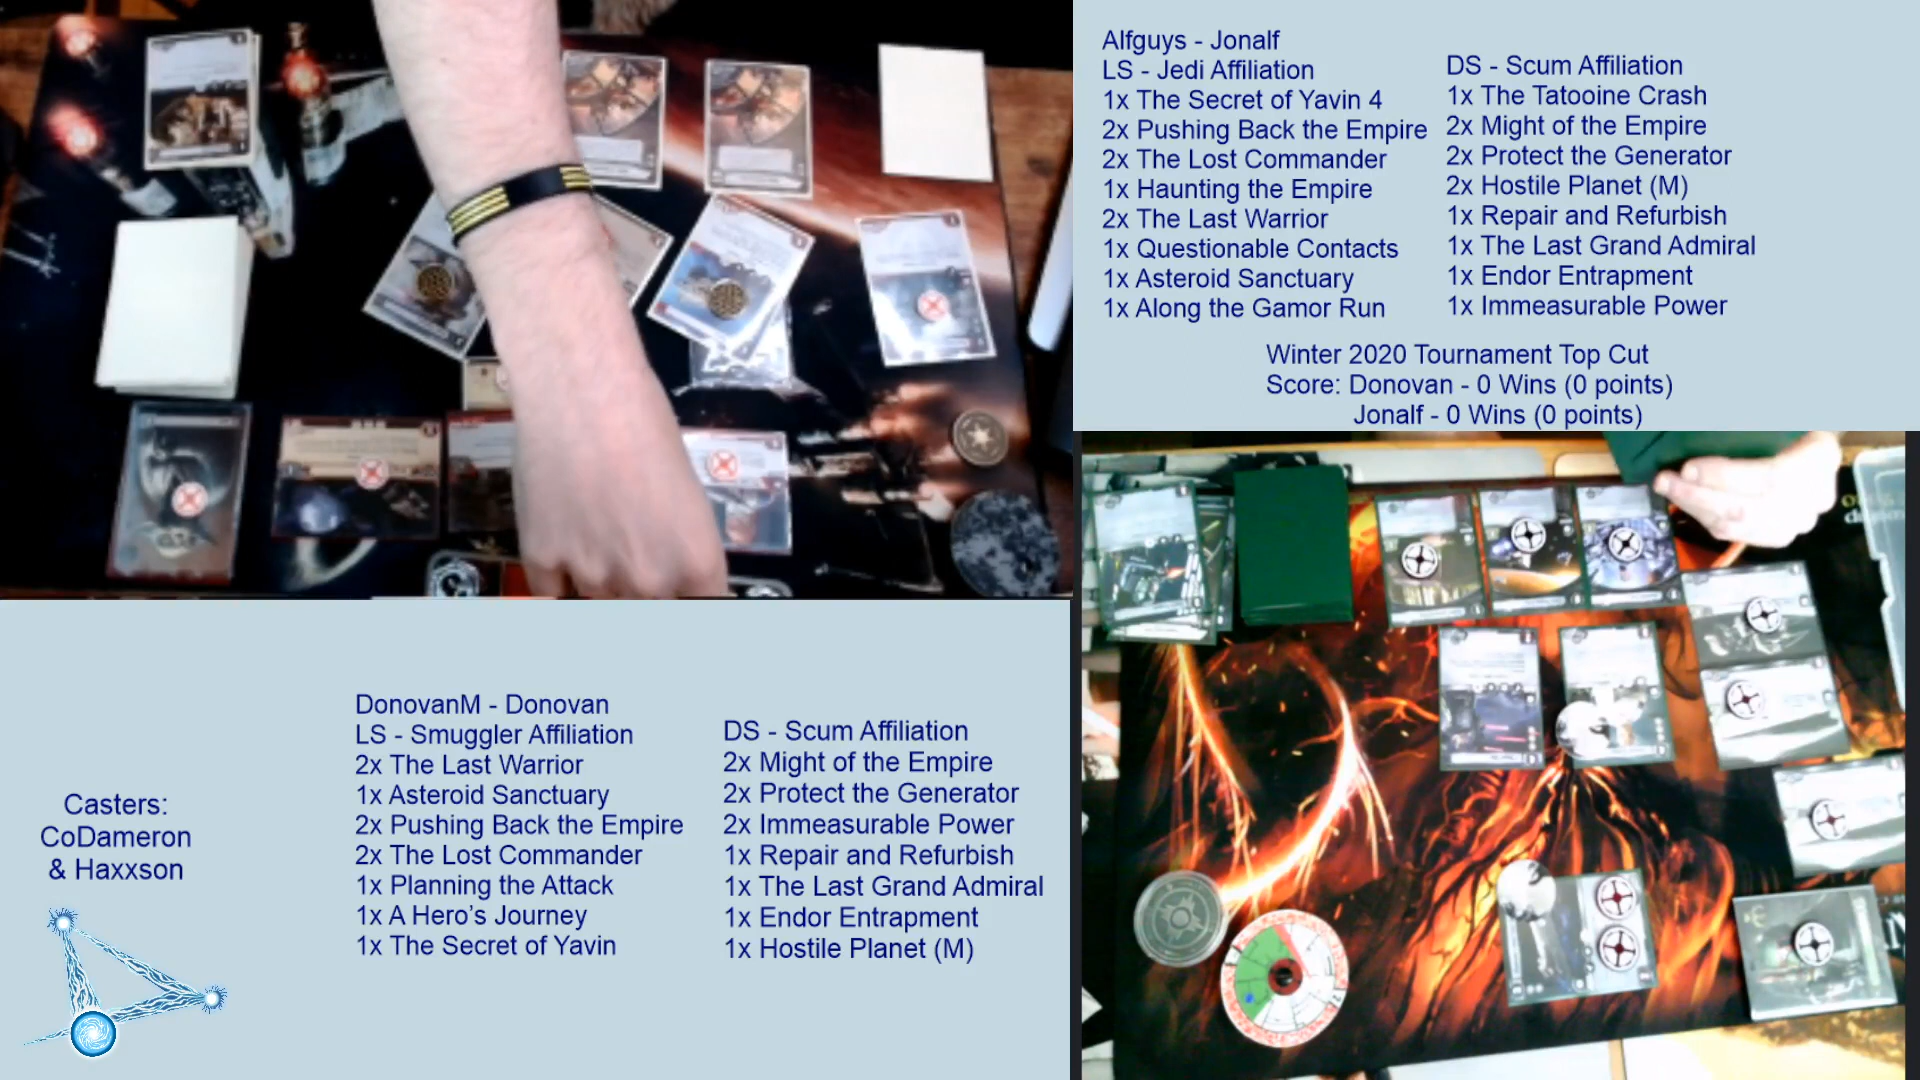 Alfguys - Jonalf
LS - Jedi Affiliation
1x The Secret of Yavin 4
2x Pushing Back the Empire
2x The Lost Commander
1x Haunting the Empire
2x The Last Warrior
1x Questionable Contacts
1x Asteroid Sanctuary
1x Along the Gamor Run
DS - Scum Affiliation
1x The Tatooine Crash
2x Might of the Empire
2x Protect the Generator
2x Hostile Planet (M)
1x Repair and Refurbish
1x The Last Grand Admiral
1x Endor Entrapment
1x Immeasurable Power
Winter 2020 Tournament Top Cut
Score: Donovan - 0 Wins (0 points)
Jonalf - 0 Wins (0 points)
DonovanM - Donovan
LS - Smuggler Affiliation
2x The Last Warrior
1x Asteroid Sanctuary
2x Pushing Back the Empire
2x The Lost Commander
1x Planning the Attack
1x A Hero's Journey
1x The Secret of Yavin
DS - Scum Affiliation
2x Might of the Empire
2x Protect the Generator
2x Immeasurable Power
1x Repair and Refurbish
1x The Last Grand Admiral
1x Endor Entrapment
1x Hostile Planet (M)
Casters:
CoDameron
& Haxxson